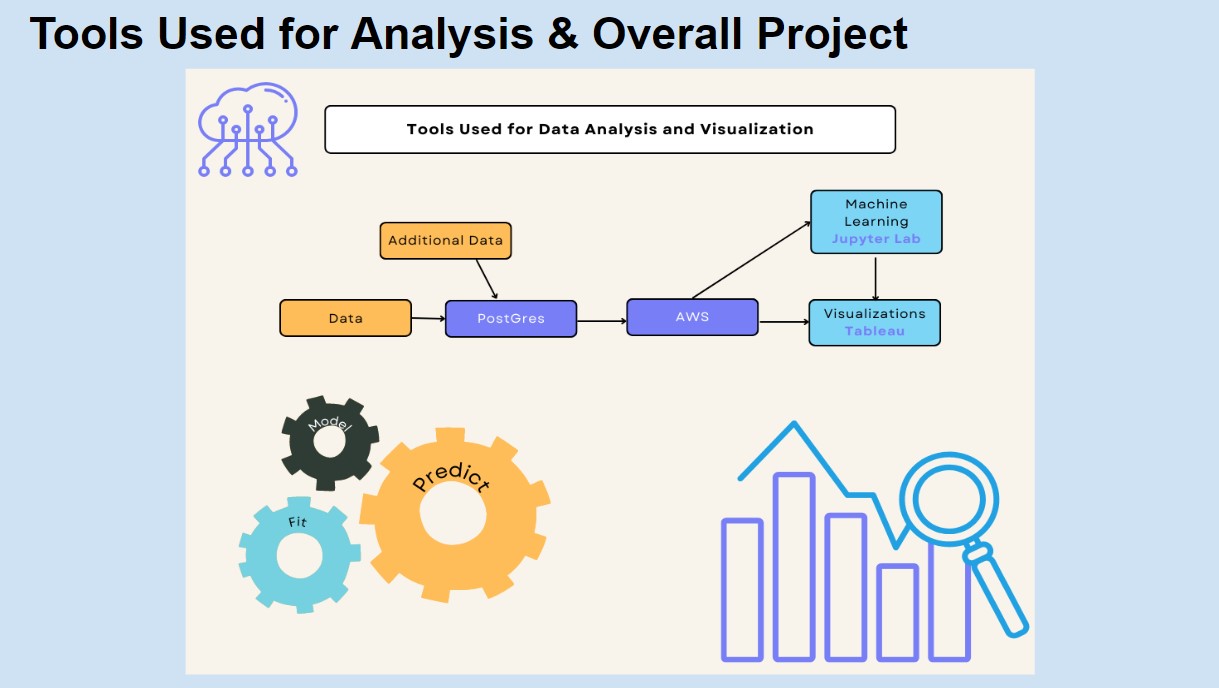 Tools Used for Analysis & Overall Project
Tools Used for Data Analysis and Visualization
Machine
Learning
Jupyter Lab
Additional Data
Data
PostGres
AWS
Visualizations
Tableau
Model
Predict
Fit